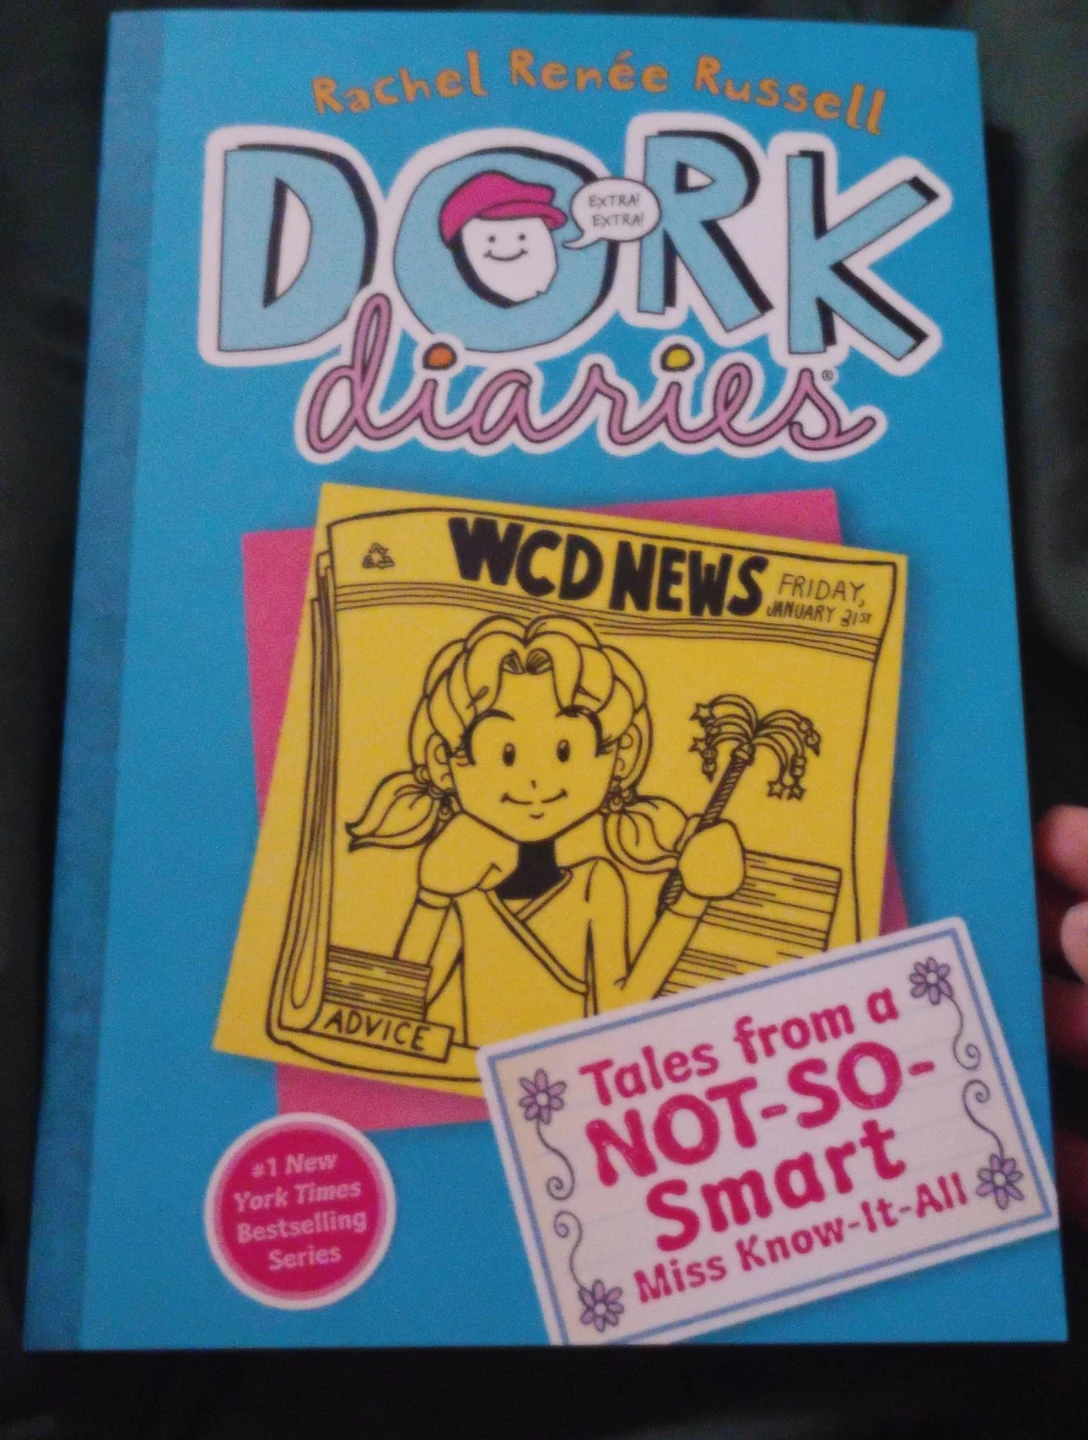 Rachel Renée Russell
DORK
EXTRA!
EXTRA!
diaries®
WCD NEWS
FRIDAY,
JANUARY 31ST
ADVICE
Tales from a
NOT-SO-
Smart
Miss Know-It-All
#1 New
York Times
Bestselling
Series